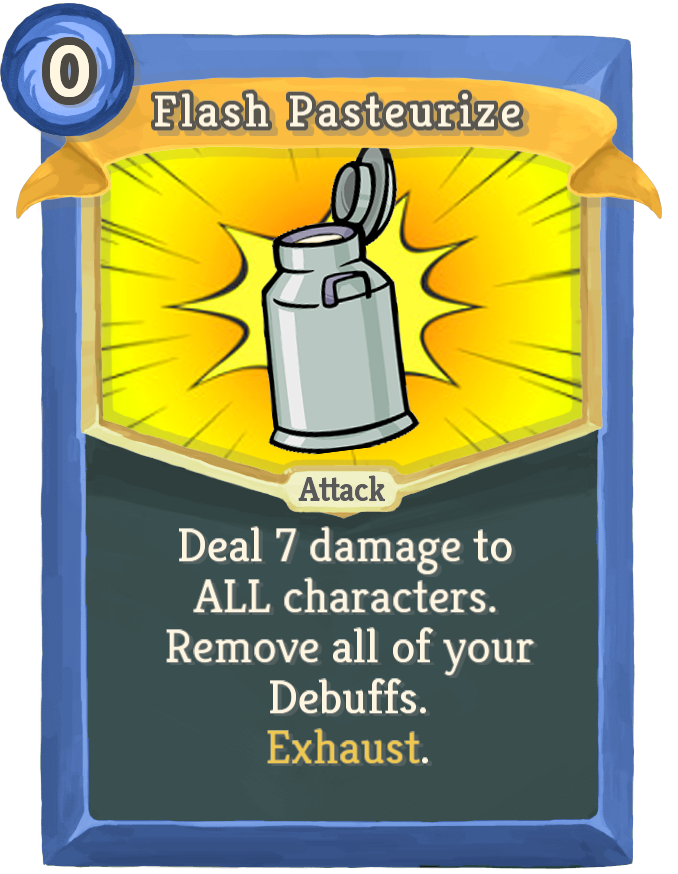 0
Flash Pasteurize
Attack
Deal 7 damage to
ALL characters.
Remove all of your
Debuffs.
Exhaust.